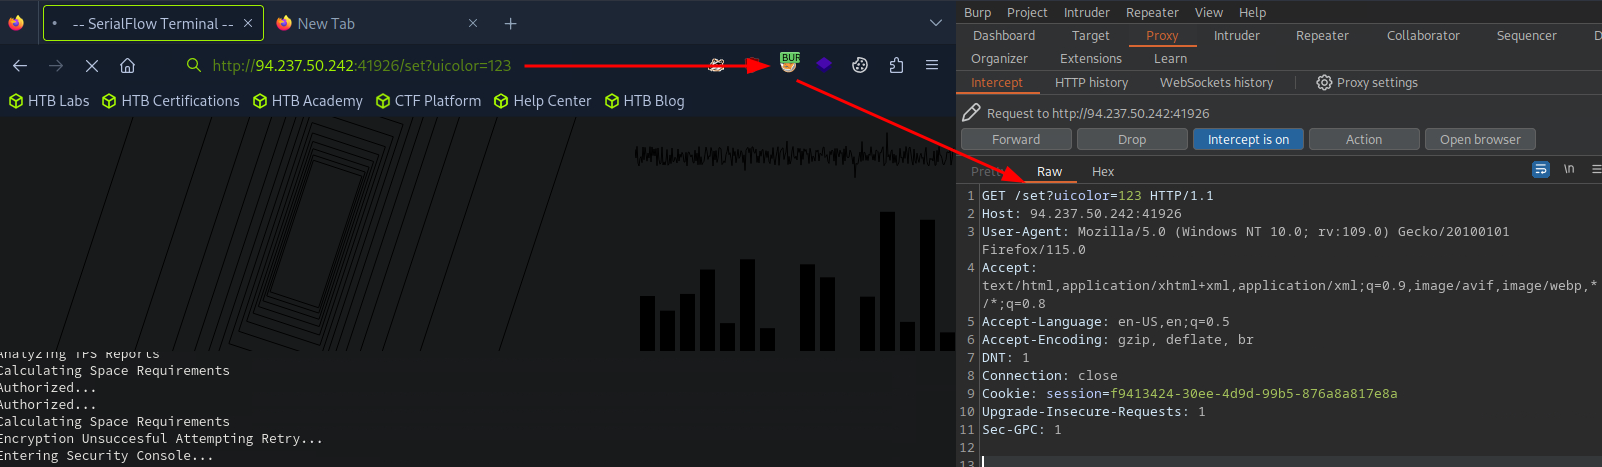 -- SerialFlow Terminal --
New Tab
http://94.237.50.242:41926/set?uicolor=123
BUR
HTB Labs
HTB Certifications
HTB Academy
CTF Platform
Help Center
HTB Blog
Analyzing TPS Reports
Calculating Space Requirements
Authorized...
Authorized...
Calculating Space Requirements
Encryption Unsuccesful Attempting Retry...
Entering Security Console...
Burp Project Intruder Repeater View Help
Dashboard Target Proxy Intruder Repeater Collaborator Sequencer D
Organizer Extensions Learn
Intercept HTTP history WebSockets history Proxy settings
Request to http://94.237.50.242:41926
Forward Drop Intercept is on Action Open browser
Pretty Raw Hex \n
1 GET /set?uicolor=123 HTTP/1.1
2 Host: 94.237.50.242:41926
3 User-Agent: Mozilla/5.0 (Windows NT 10.0; rv:109.0) Gecko/20100101
Firefox/115.0
4 Accept:
text/html,application/xhtml+xml,application/xml;q=0.9,image/avif,image/webp,*
/*;q=0.8
5 Accept-Language: en-US,en;q=0.5
6 Accept-Encoding: gzip, deflate, br
7 DNT: 1
8 Connection: close
9 Cookie: session=f9413424-30ee-4d9d-99b5-876a8a817e8a
10 Upgrade-Insecure-Requests: 1
11 Sec-GPC: 1
12
13